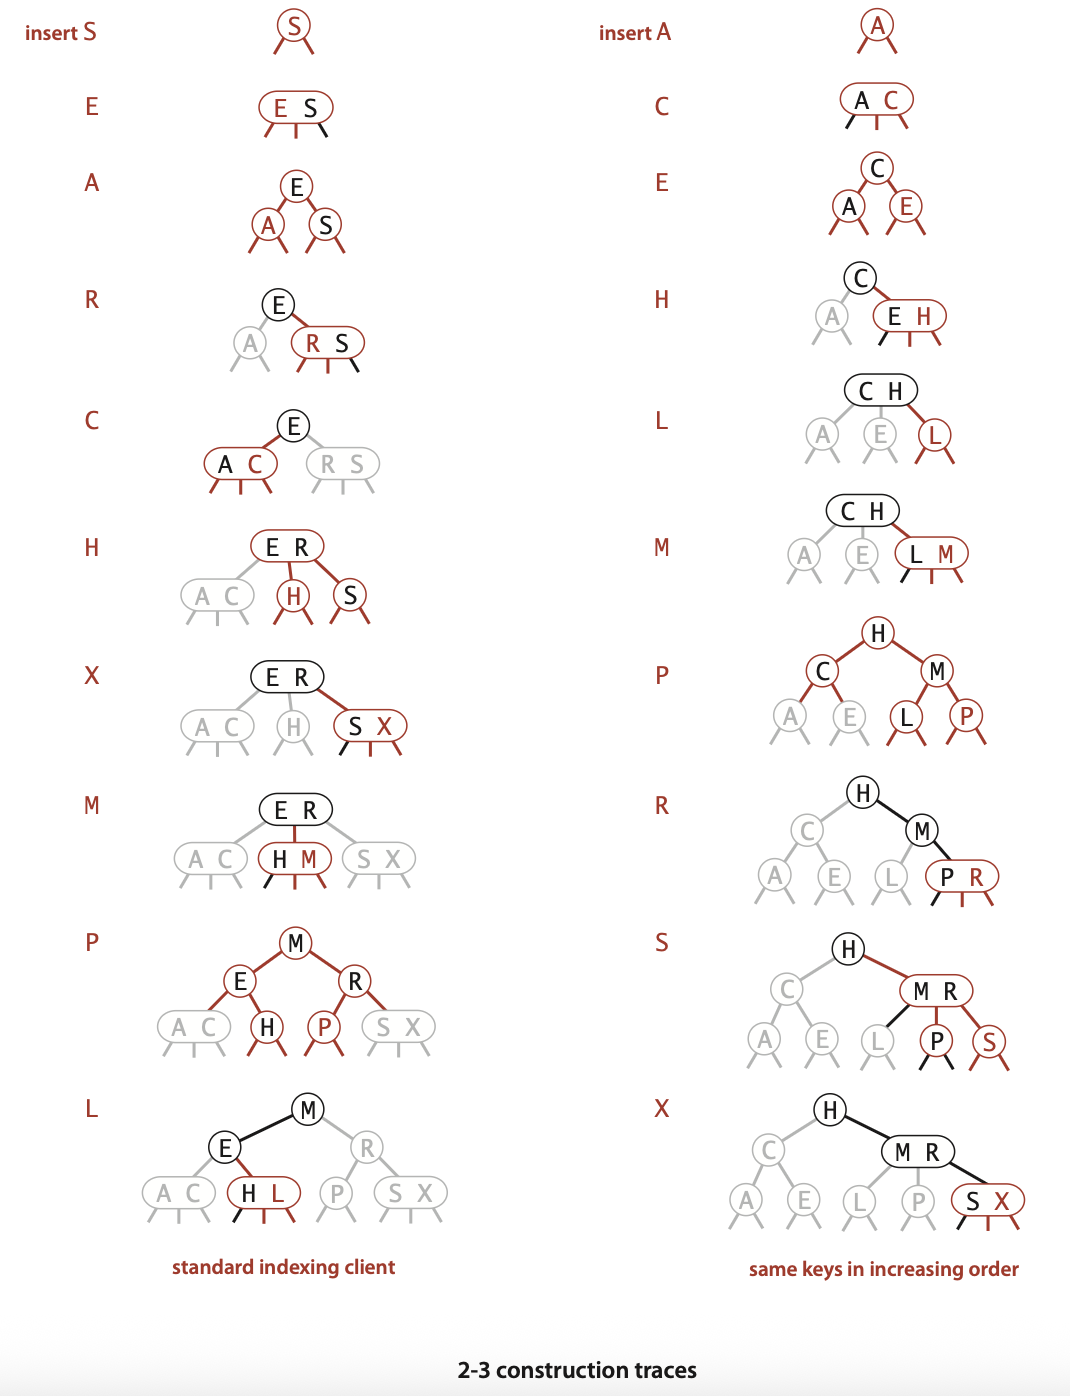 insert S
S
E
E S
A
E
A S
R
E
A R S
C
E
A C R S
H
E R
A C H S
X
E R
A C H S X
M
E R
A C H M S X
P
M
E R
A C H P S X
L
M
E R
A C H L P S X
standard indexing client
insert A
A
C
A C
E
C
A E
H
C
A E H
L
C H
A E L
M
C H
A E L M
P
H
C M
A E L P
R
H
C M
A E L P R
S
H
C M R
A E L P S
X
H
C M R
A E L P S X
same keys in increasing order
2-3 construction traces